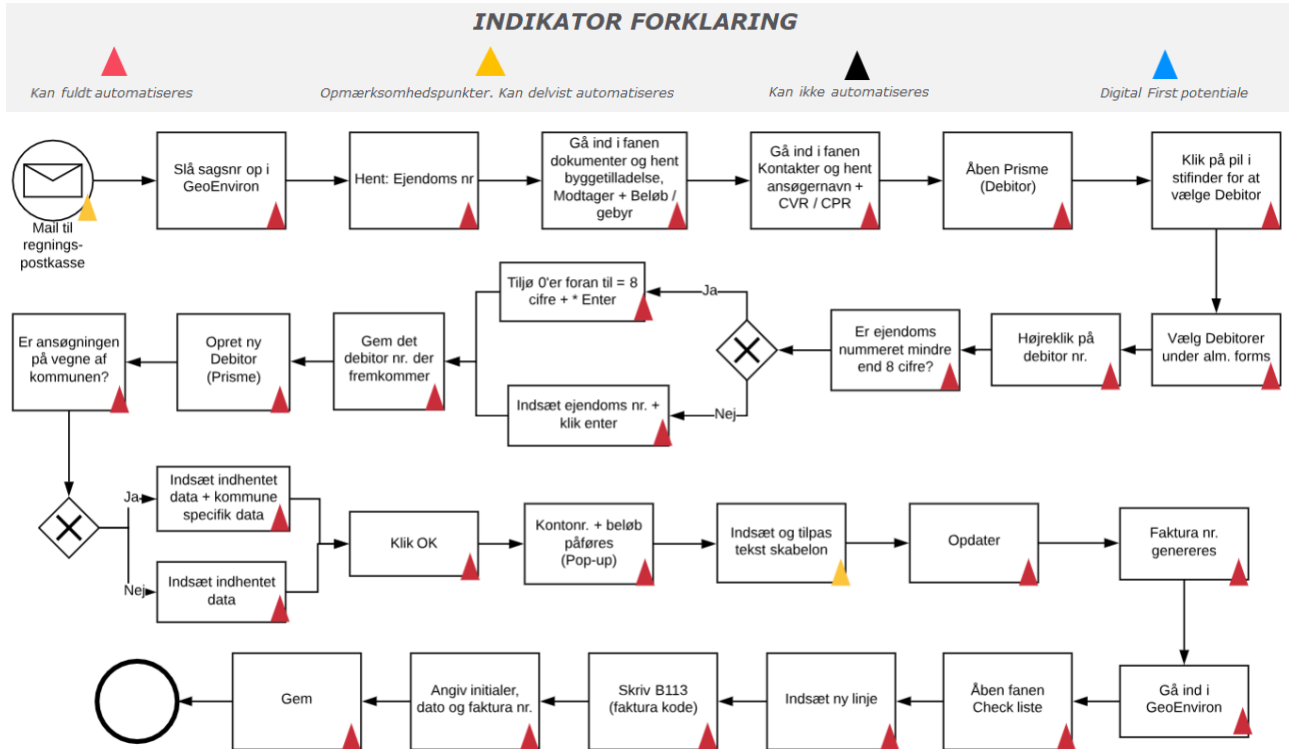 INDIKATOR FORKLARING
Kan fuldt automatiseres
Opmærksomhedspunkter. Kan delvist automatiseres
Kan ikke automatiseres
Digital First potentiale
Mail til
regnings-
postkasse
Slå sagsnr op i
GeoEnviron
Hent: Ejendoms nr
Gå ind i fanen
dokumenter og hent
byggetilladelse,
Modtager + Beløb /
gebyr
Gå ind i fanen
Kontakter og hent
ansøgernavn +
CVR / CPR
Åben Prisme
(Debitor)
Klik på pil i
stifinder for at
vælge Debitor
Vælg Debitorer
under alm. forms
Højreklik på
debitor nr.
Er ejendoms
nummeret mindre
end 8 cifre?
Ja
Nej
Tiljø 0'er foran til = 8
cifre + * Enter
Indsæt ejendoms nr. +
klik enter
Gem det
debitor nr. der
fremkommer
Opret ny
Debitor
(Prisme)
Er ansøgningen
på vegne af
kommunen?
Ja
Nej
Indsæt indhentet
data + kommune
specifik data
Indsæt indhentet
data
Klik OK
Kontonr. + beløb
påføres
(Pop-up)
Indsæt og tilpas
tekst skabelon
Opdater
Faktura nr.
genereres
Gå ind i
GeoEnviron
Åben fanen
Check liste
Indsæt ny linje
Skriv B113
(faktura kode)
Angiv initialer,
dato og faktura nr.
Gem